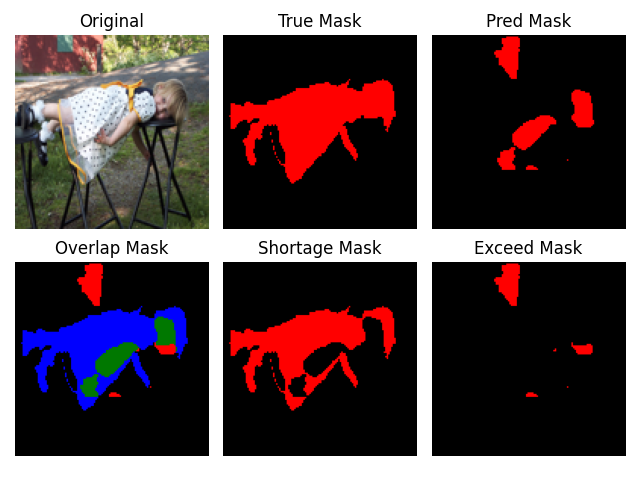 Original
True Mask
Pred Mask
Overlap Mask
Shortage Mask
Exceed Mask